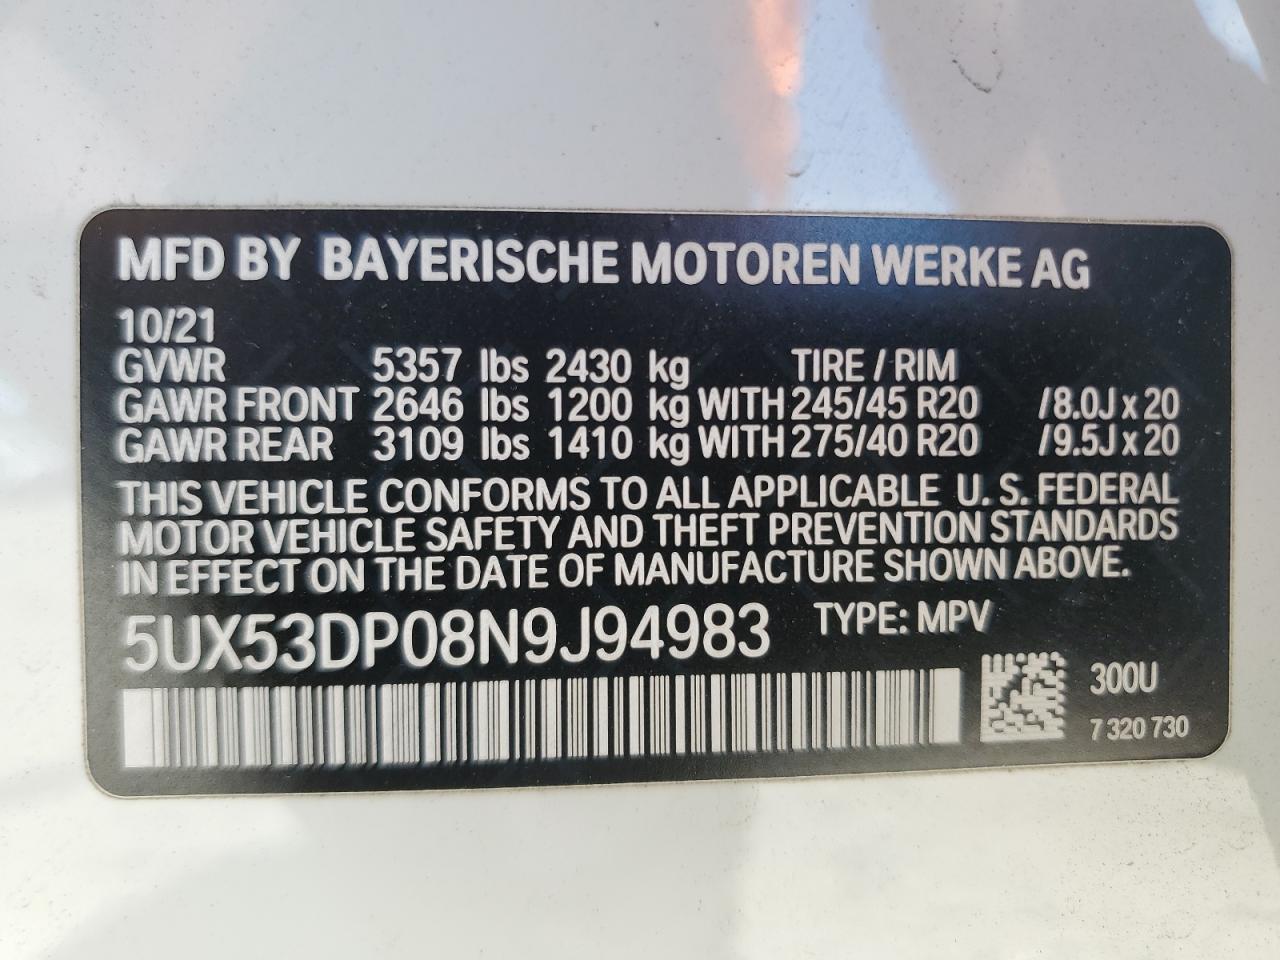 MFD BY BAYERISCHE MOTOREN WERKE AG
10/21
GVWR 5357 lbs 2430 kg TIRE / RIM
GAWR FRONT 2646 lbs 1200 kg WITH 245/45 R20 /8.0J x 20
GAWR REAR 3109 lbs 1410 kg WITH 275/40 R20 /9.5J x 20
THIS VEHICLE CONFORMS TO ALL APPLICABLE U. S. FEDERAL
MOTOR VEHICLE SAFETY AND THEFT PREVENTION STANDARDS
IN EFFECT ON THE DATE OF MANUFACTURE SHOWN ABOVE.
5UX53DP08N9J94983 TYPE: MPV
300U
7 320 730